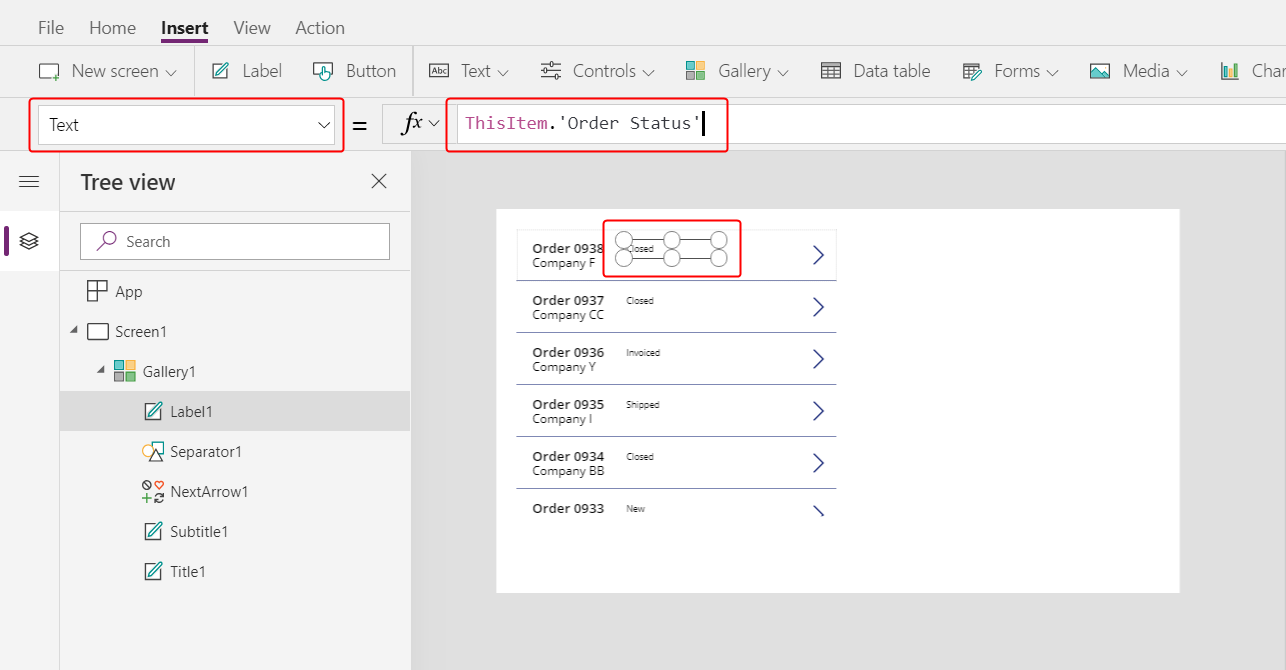 File Home Insert View Action
New screen Label Button Abc Text Controls Gallery Data table Forms Media Char
Text = fx ThisItem.'Order Status'
Tree view
Search
App
Screen1
Gallery1
Label1
Separator1
NextArrow1
Subtitle1
Title1
Order 0938 Closed
Company F
Order 0937 Closed
Company CC
Order 0936 Invoiced
Company Y
Order 0935 Shipped
Company I
Order 0934 Closed
Company BB
Order 0933 New